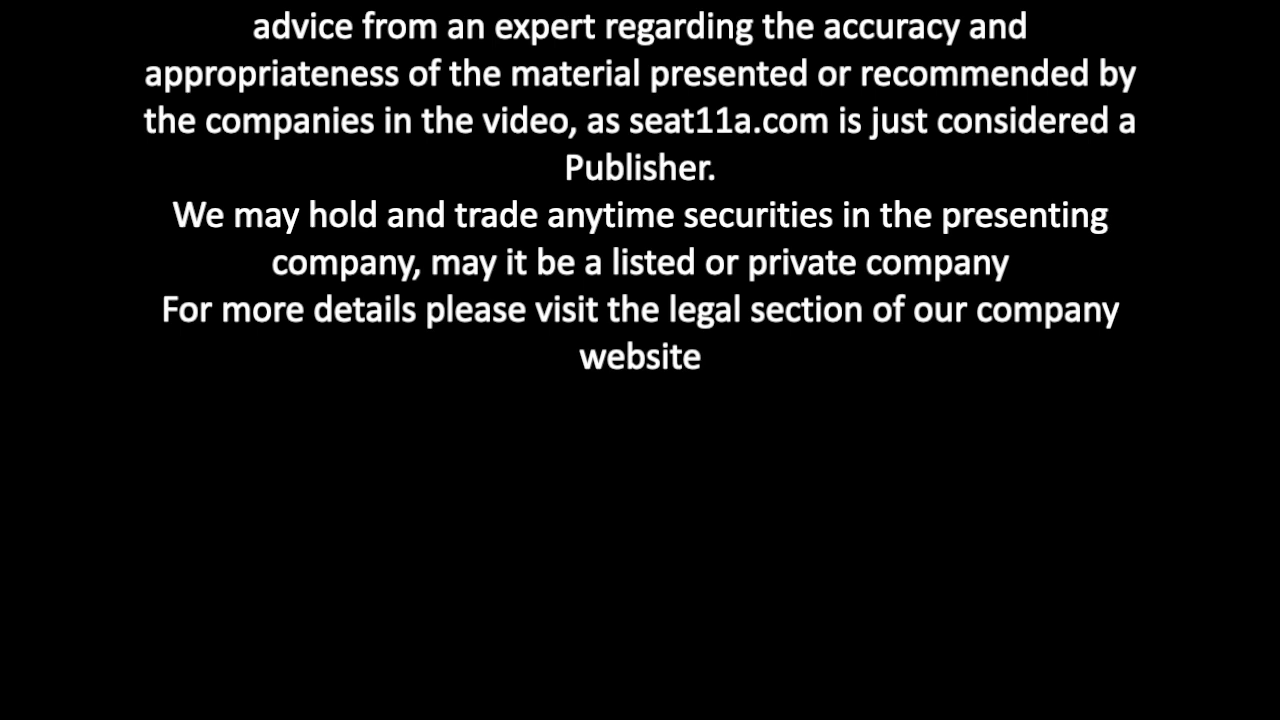 advice from an expert regarding the accuracy and
appropriateness of the material presented or recommended by
the companies in the video, as seat11a.com is just considered a
Publisher.
We may hold and trade anytime securities in the presenting
company, may it be a listed or private company
For more details please visit the legal section of our company
website